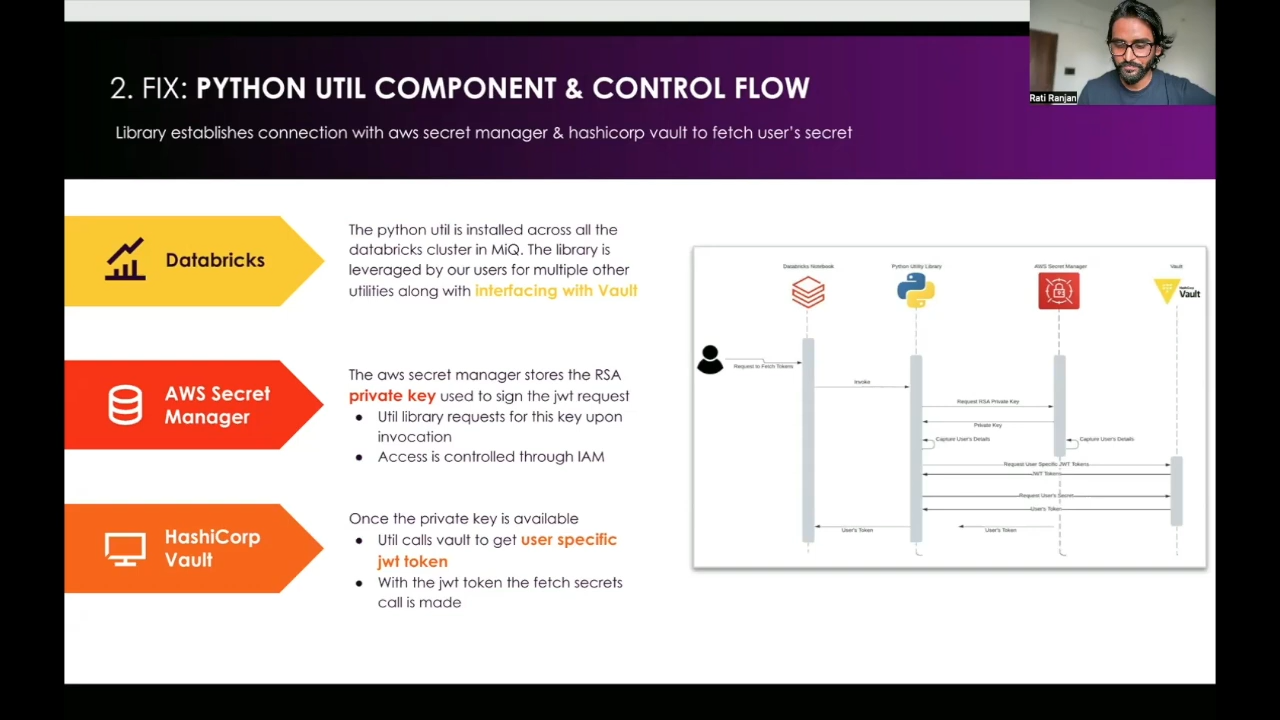 2. FIX: PYTHON UTIL COMPONENT & CONTROL FLOW
Library establishes connection with aws secret manager & hashicorp vault to fetch user's secret
Rati Ranjan
Databricks
The python util is installed across all the
databricks cluster in MiQ. The library is
leveraged by our users for multiple other
utilities along with interfacing with Vault
AWS Secret
Manager
The aws secret manager stores the RSA
private key used to sign the jwt request
● Util library requests for this key upon
invocation
● Access is controlled through IAM
HashiCorp
Vault
Once the private key is available
● Util calls vault to get user specific
jwt token
● With the jwt token the fetch secrets
call is made
Databricks Notebook
Python Utility Library
AWS Secret Manager
Vault
HashiCorp
Vault
Request to Fetch Tokens
Invoke
Request RSA Private Key
Private Key
Capture User's Details
Capture User's Details
Request User Specific JWT Tokens
JWT Tokens
Request User's Secret
User's Token
User's Token
User's Token